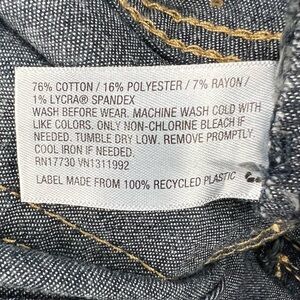 76% COTTON / 16% POLYESTER / 7% RAYON /
1% LYCRA® SPANDEX
WASH BEFORE WEAR. MACHINE WASH COLD WITH
LIKE COLORS. ONLY NON-CHLORINE BLEACH IF
NEEDED. TUMBLE DRY LOW. REMOVE PROMPTLY.
COOL IRON IF NEEDED.
RN17730 VN1311992
LABEL MADE FROM 100% RECYCLED PLASTIC